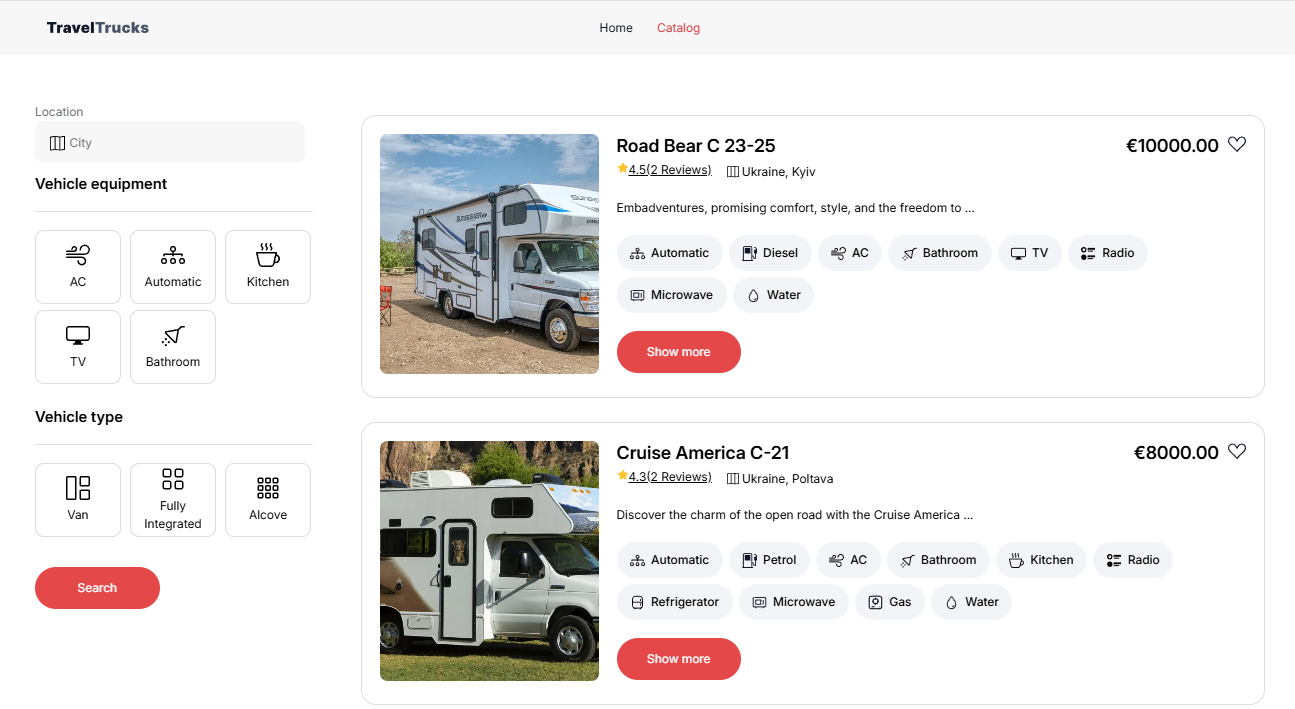 TravelTrucks
Home Catalog
Location
City
Vehicle equipment
AC Automatic Kitchen
TV Bathroom
Vehicle type
Van Fully Integrated Alcove
Search
Road Bear C 23-25 €10000.00
4.5(2 Reviews) Ukraine, Kyiv
Embadventures, promising comfort, style, and the freedom to ...
Automatic Diesel AC Bathroom TV Radio
Microwave Water
Show more
Cruise America C-21 €8000.00
4.3(2 Reviews) Ukraine, Poltava
Discover the charm of the open road with the Cruise America ...
Automatic Petrol AC Bathroom Kitchen Radio
Refrigerator Microwave Gas Water
Show more